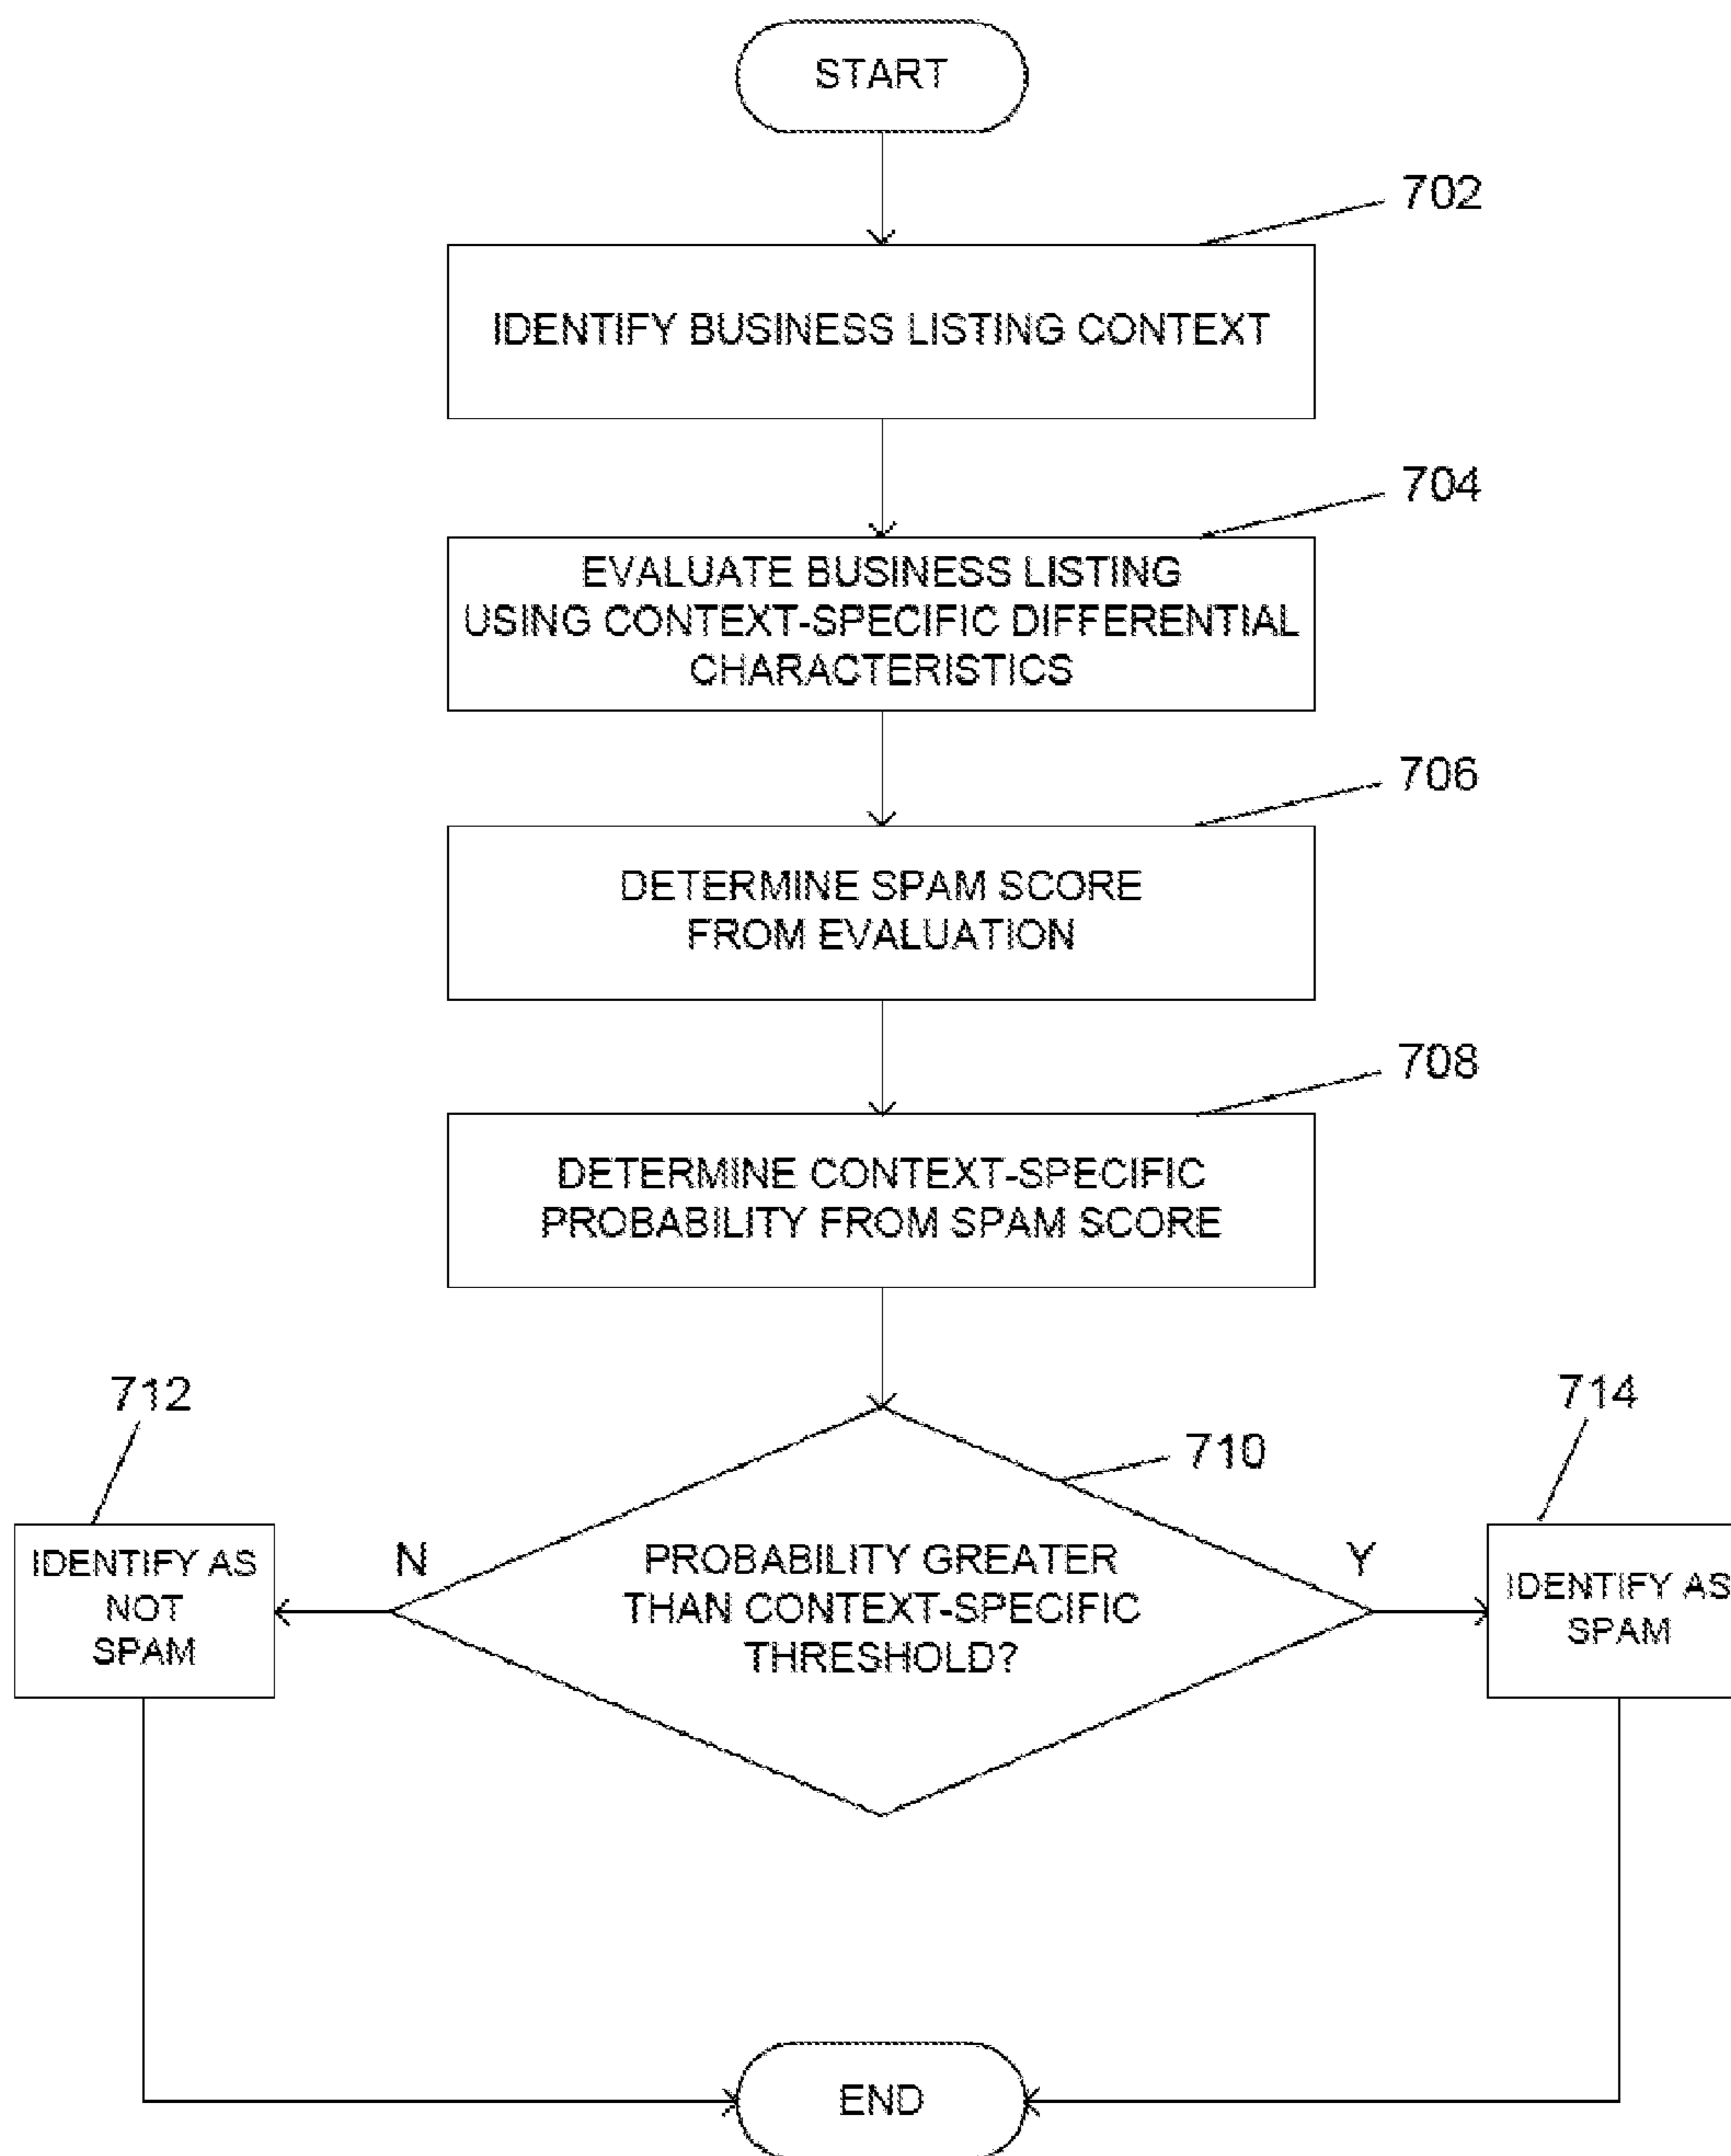 START
702
IDENTIFY BUSINESS LISTING CONTEXT
704
EVALUATE BUSINESS LISTING
USING CONTEXT-SPECIFIC DIFFERENTIAL
CHARACTERISTICS
706
DETERMINE SPAM SCORE
FROM EVALUATION
708
DETERMINE CONTEXT-SPECIFIC
PROBABILITY FROM SPAM SCORE
712
714
710
IDENTIFY AS
NOT
SPAM
N
PROBABILITY GREATER
THAN CONTEXT-SPECIFIC
THRESHOLD?
Y
IDENTIFY AS
SPAM
END